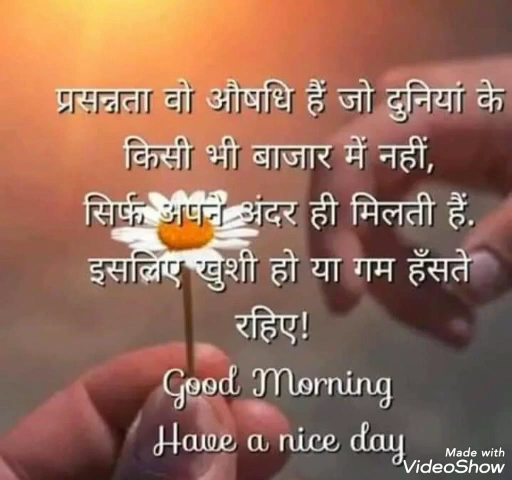 प्रसन्नता वो औषधि हैं जो दुनियां के
किसी भी बाजार में नहीं,
सिर्फ अपने अंदर ही मिलती हैं.
इसलिए खुशी हो या गम हँसते
रहिए!
Good Morning
Have a nice day
Made with
VideoShow